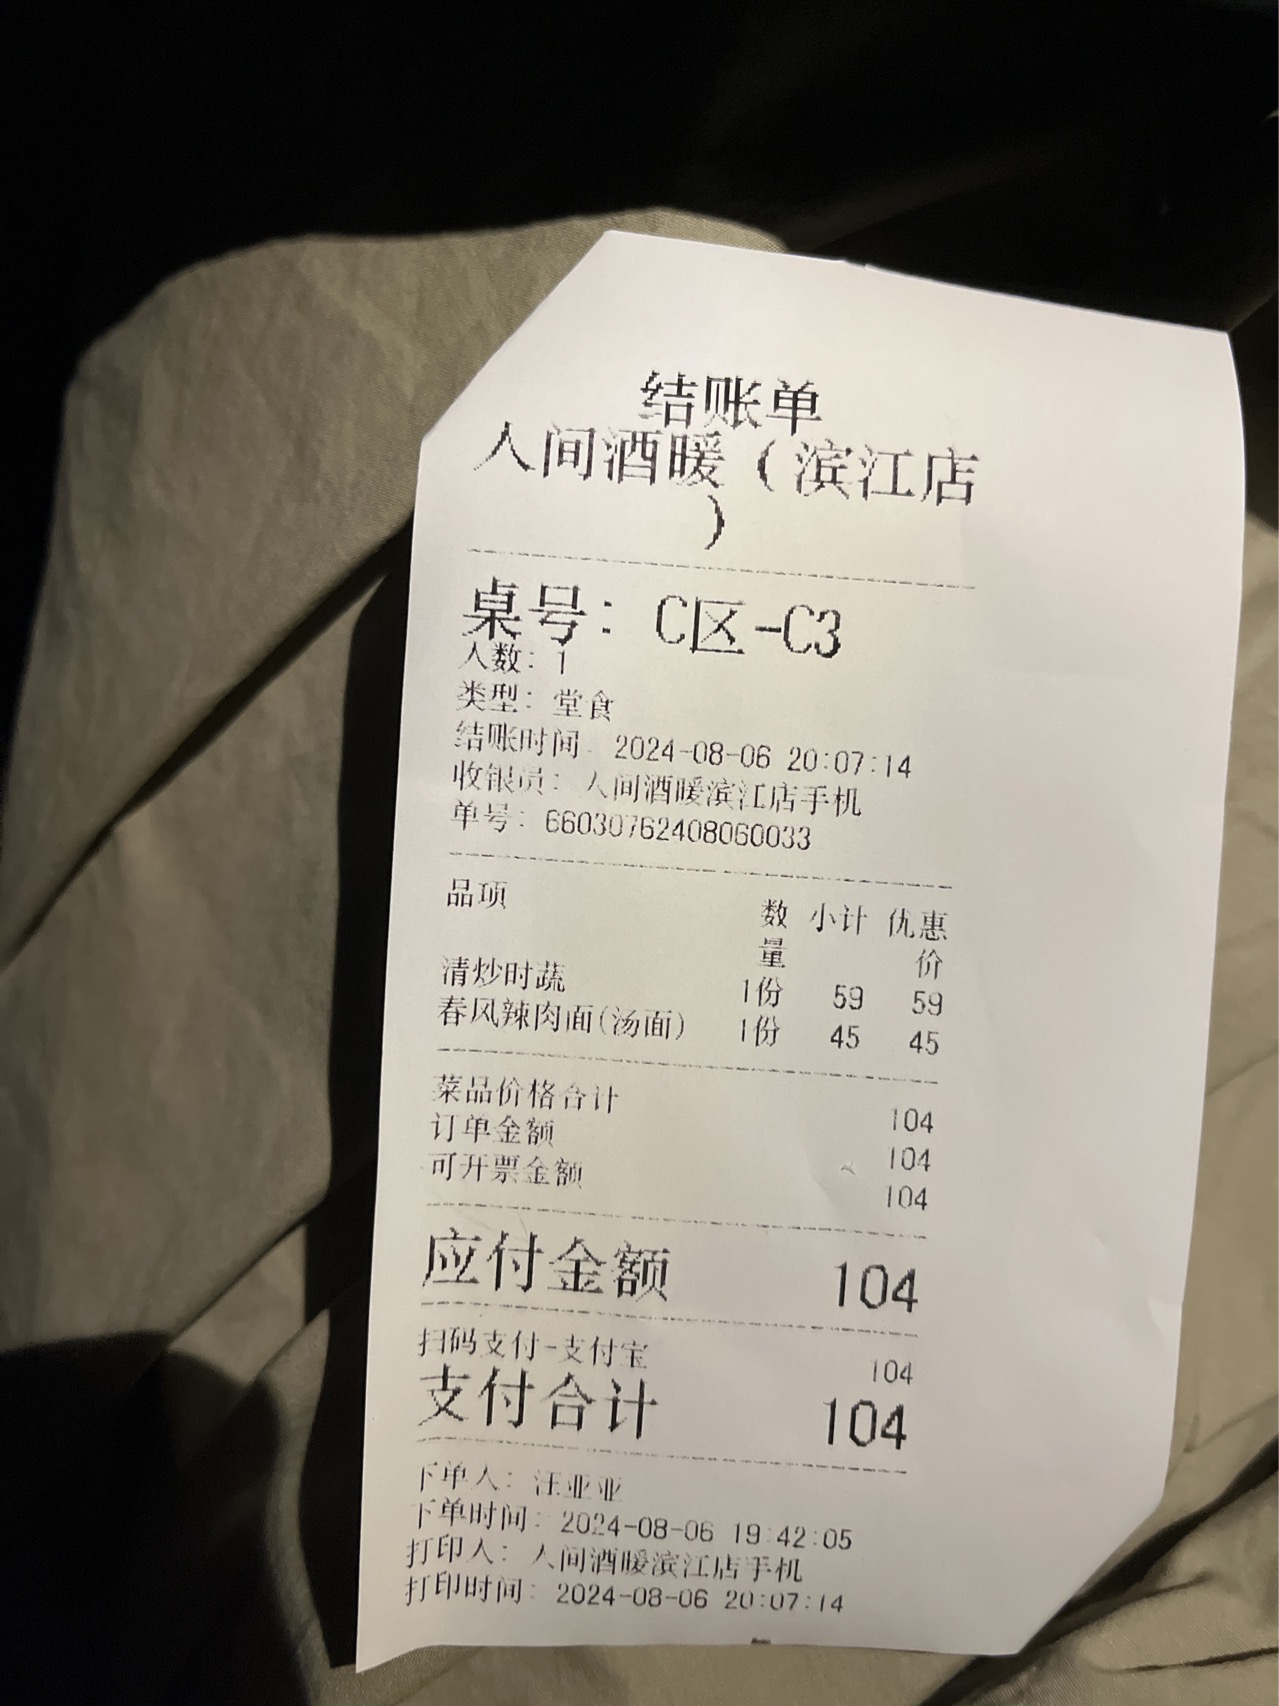 结账单
人间酒暖（滨江店
）
桌号：C区-C3
人数：1
类型：堂食
结账时间：2024-08-06 20:07:14
收银员：人间酒暖滨江店手机
单号：66030762408060033
品项 数量 小计 优惠价
清炒时蔬 1份 59 59
春风辣肉面(汤面) 1份 45 45
菜品价格合计 104
订单金额 104
可开票金额 104
应付金额 104
扫码支付-支付宝 104
支付合计 104
下单人：汪亚亚
下单时间：2024-08-06 19:42:05
打印人：人间酒暖滨江店手机
打印时间：2024-08-06 20:07:14